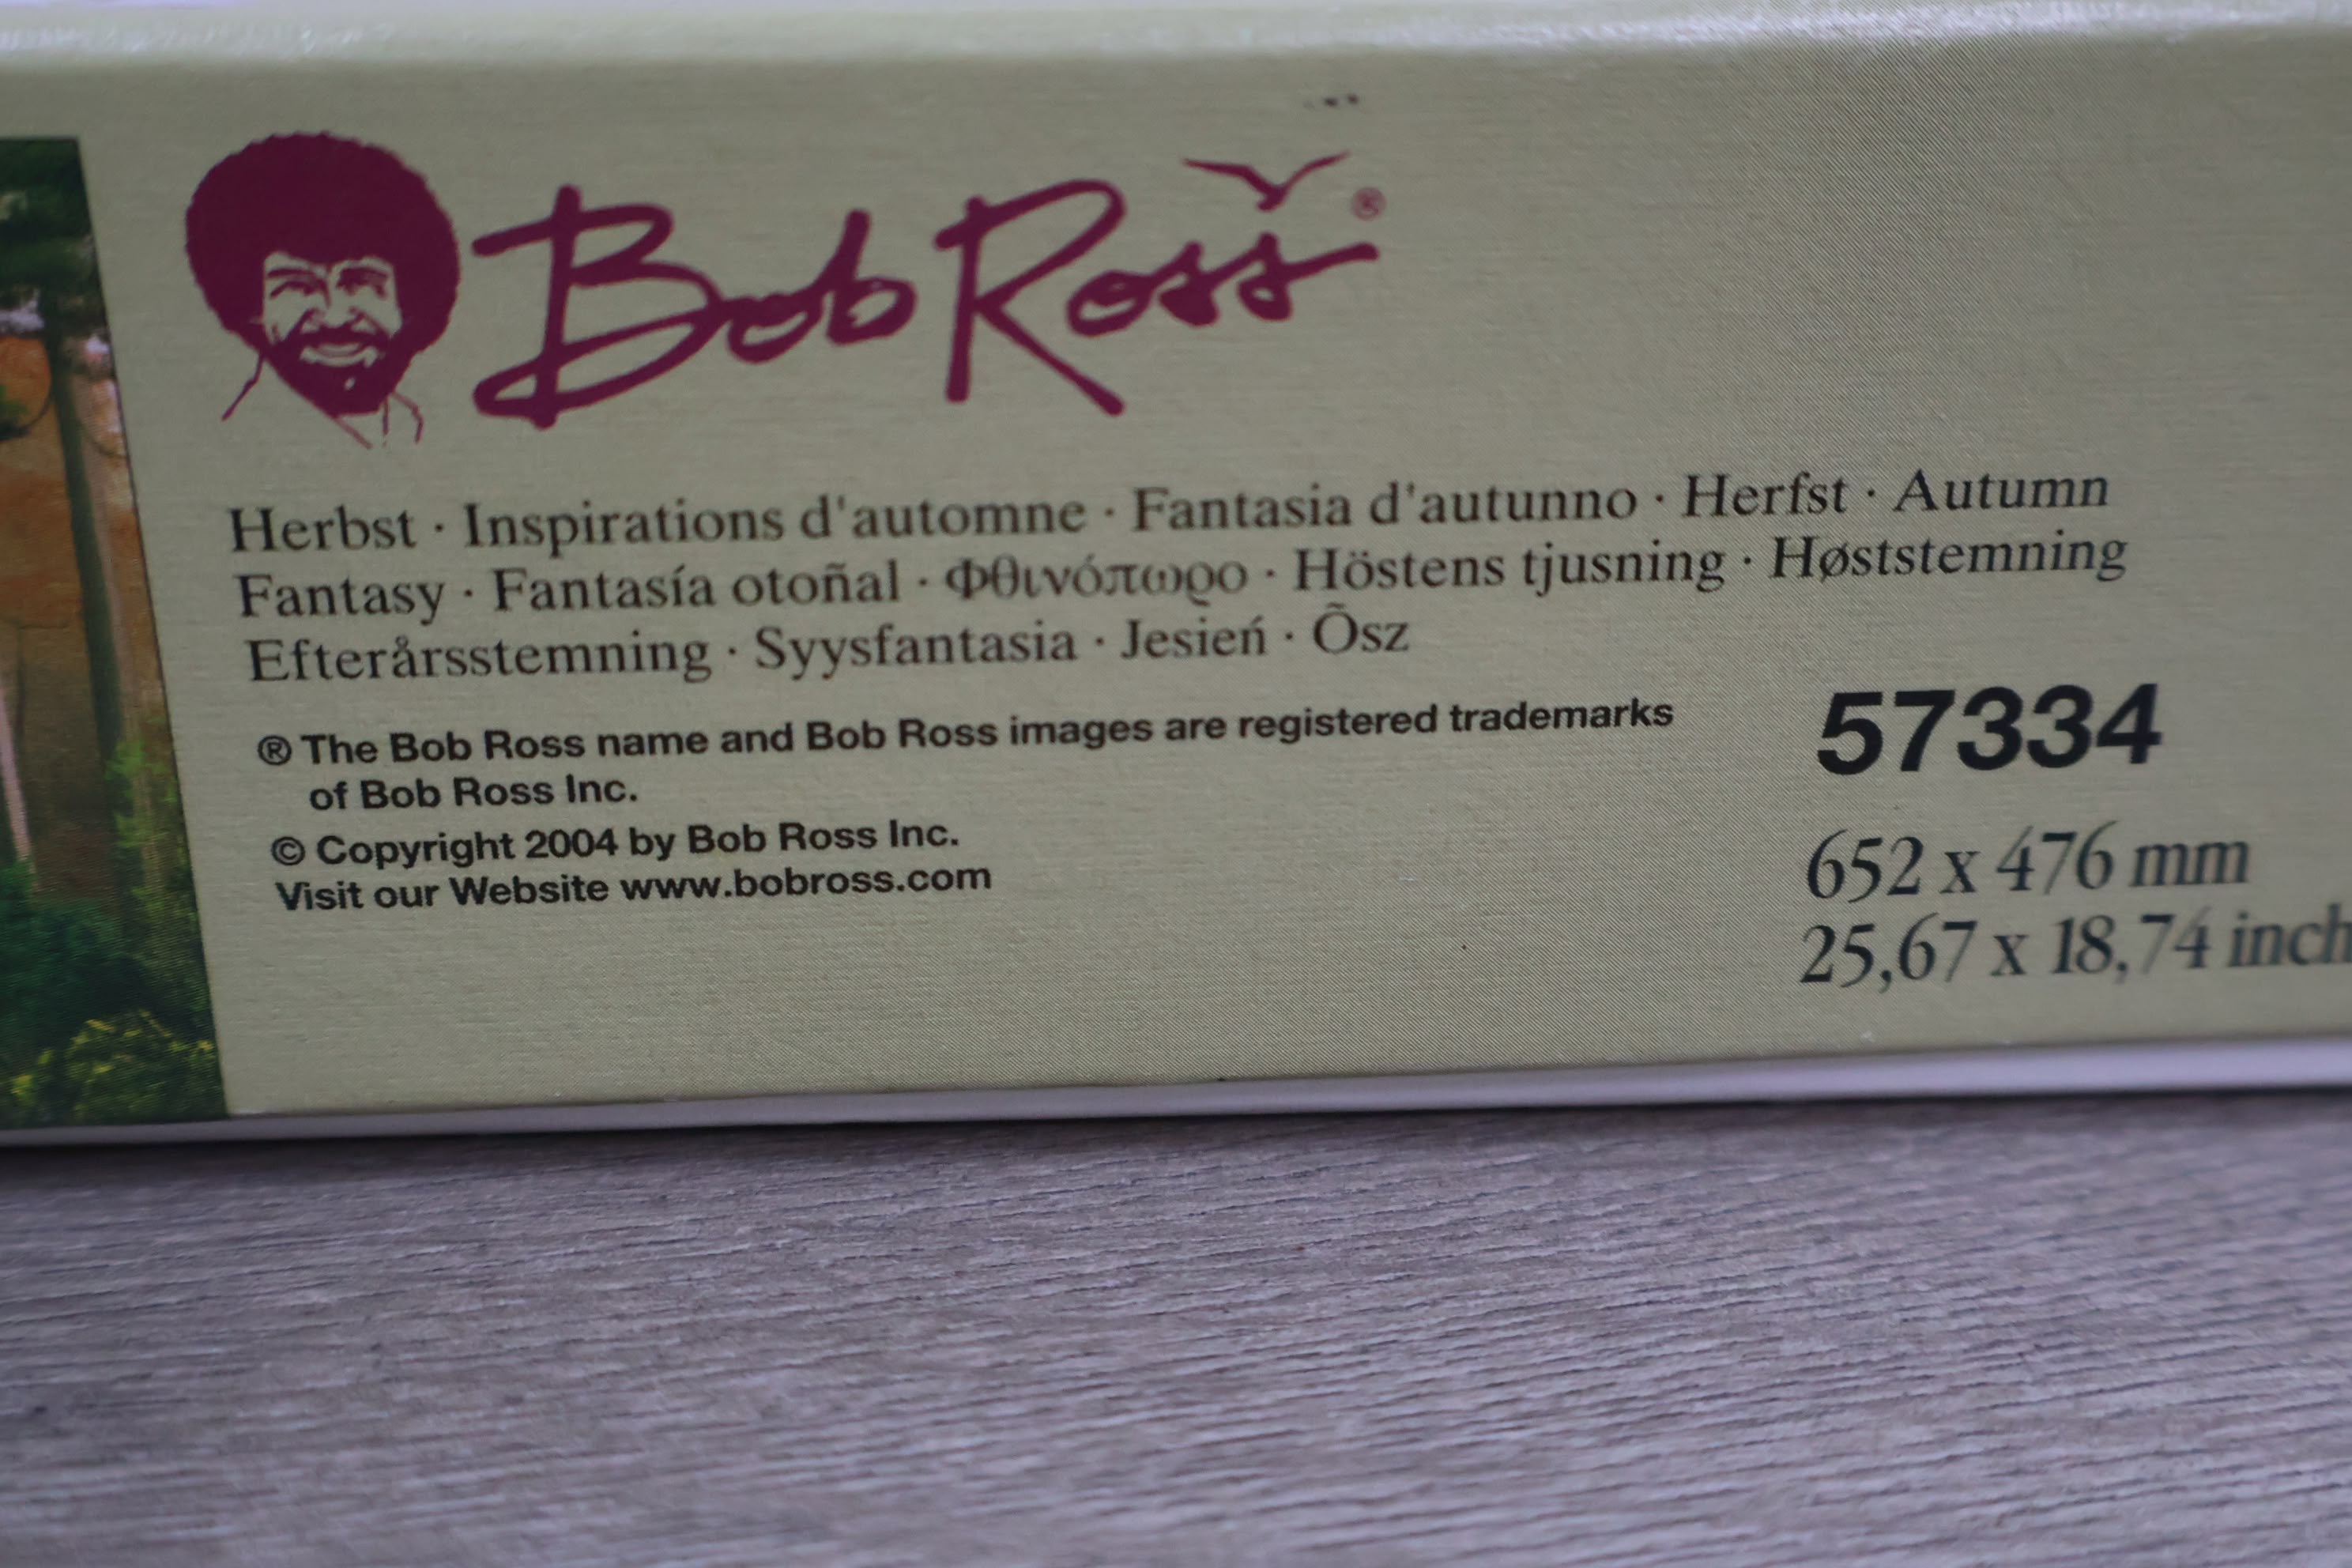 Bob Ross®
Herbst · Inspirations d'automne · Fantasia d'autunno · Herfst · Autumn
Fantasy · Fantasía otoñal · Φθινόπωρο · Höstens tjusning · Høststemning
Efterårsstemning · Syysfantasia · Jesień · Õsz
® The Bob Ross name and Bob Ross images are registered trademarks
of Bob Ross Inc.
© Copyright 2004 by Bob Ross Inc.
Visit our Website www.bobross.com
57334
652 x 476 mm
25,67 x 18,74 inch